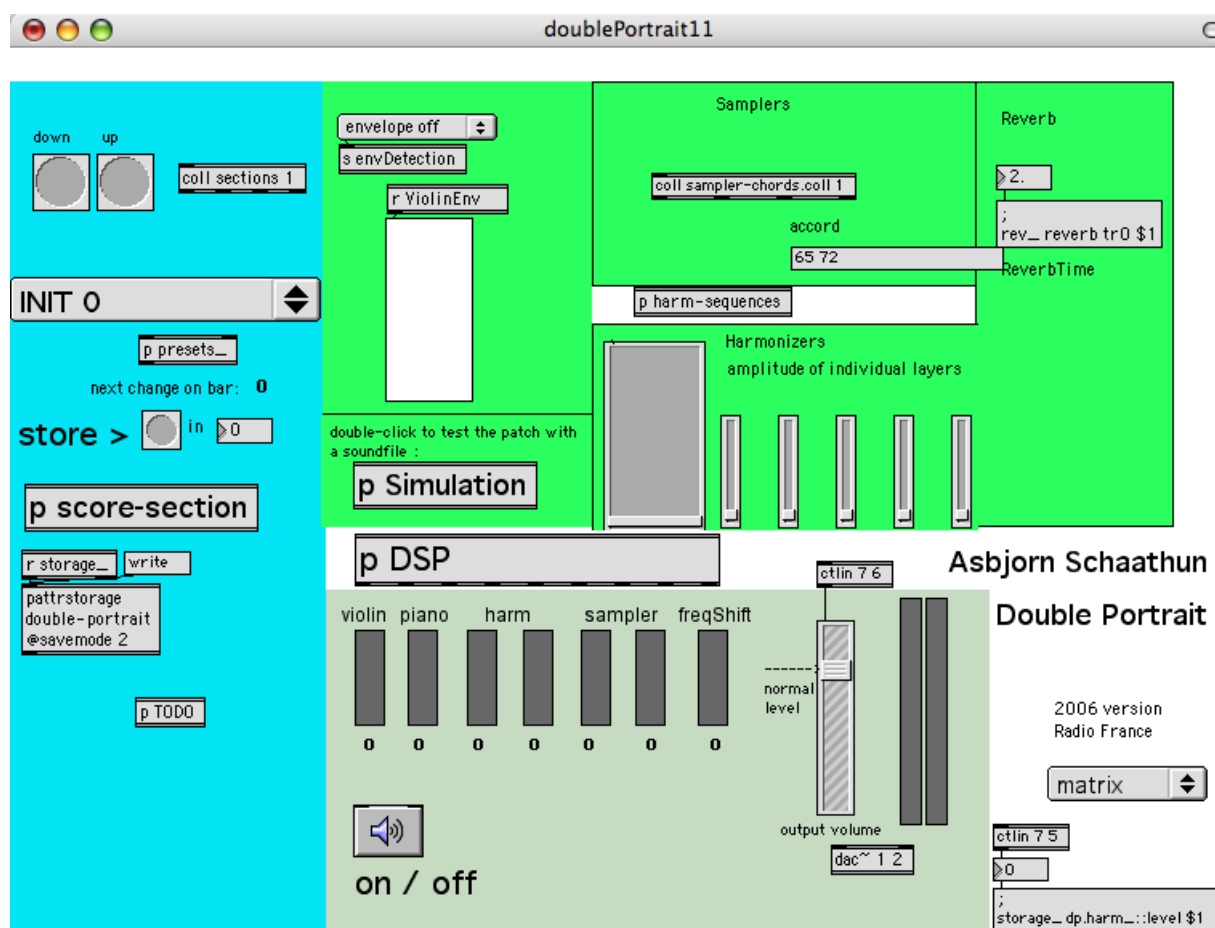 doublePortrait11
down up
coll sections 1
INIT 0
p presets_
next change on bar: 0
store > in 0
p score-section
r storage_ write
pattrstorage
double-portrait
@savemode 2
p TODO
envelope off
s envDetection
r ViolinEnv
double-click to test the patch with
a soundfile :
p Simulation
Samplers
coll sampler-chords.coll 1
accord
65 72
p harm-sequences
Harmonizers
amplitude of individual layers
Reverb
2.
;
rev_ reverb tr0 $1
ReverbTime
p DSP
violin piano harm sampler freqShift
0 0 0 0 0 0 0
on / off
ctlin 7 6
normal
level
output volume
dac~ 1 2
Asbjorn Schaathun
Double Portrait
2006 version
Radio France
matrix
ctlin 7 5
0
;
storage_ dp.harm_::level $1